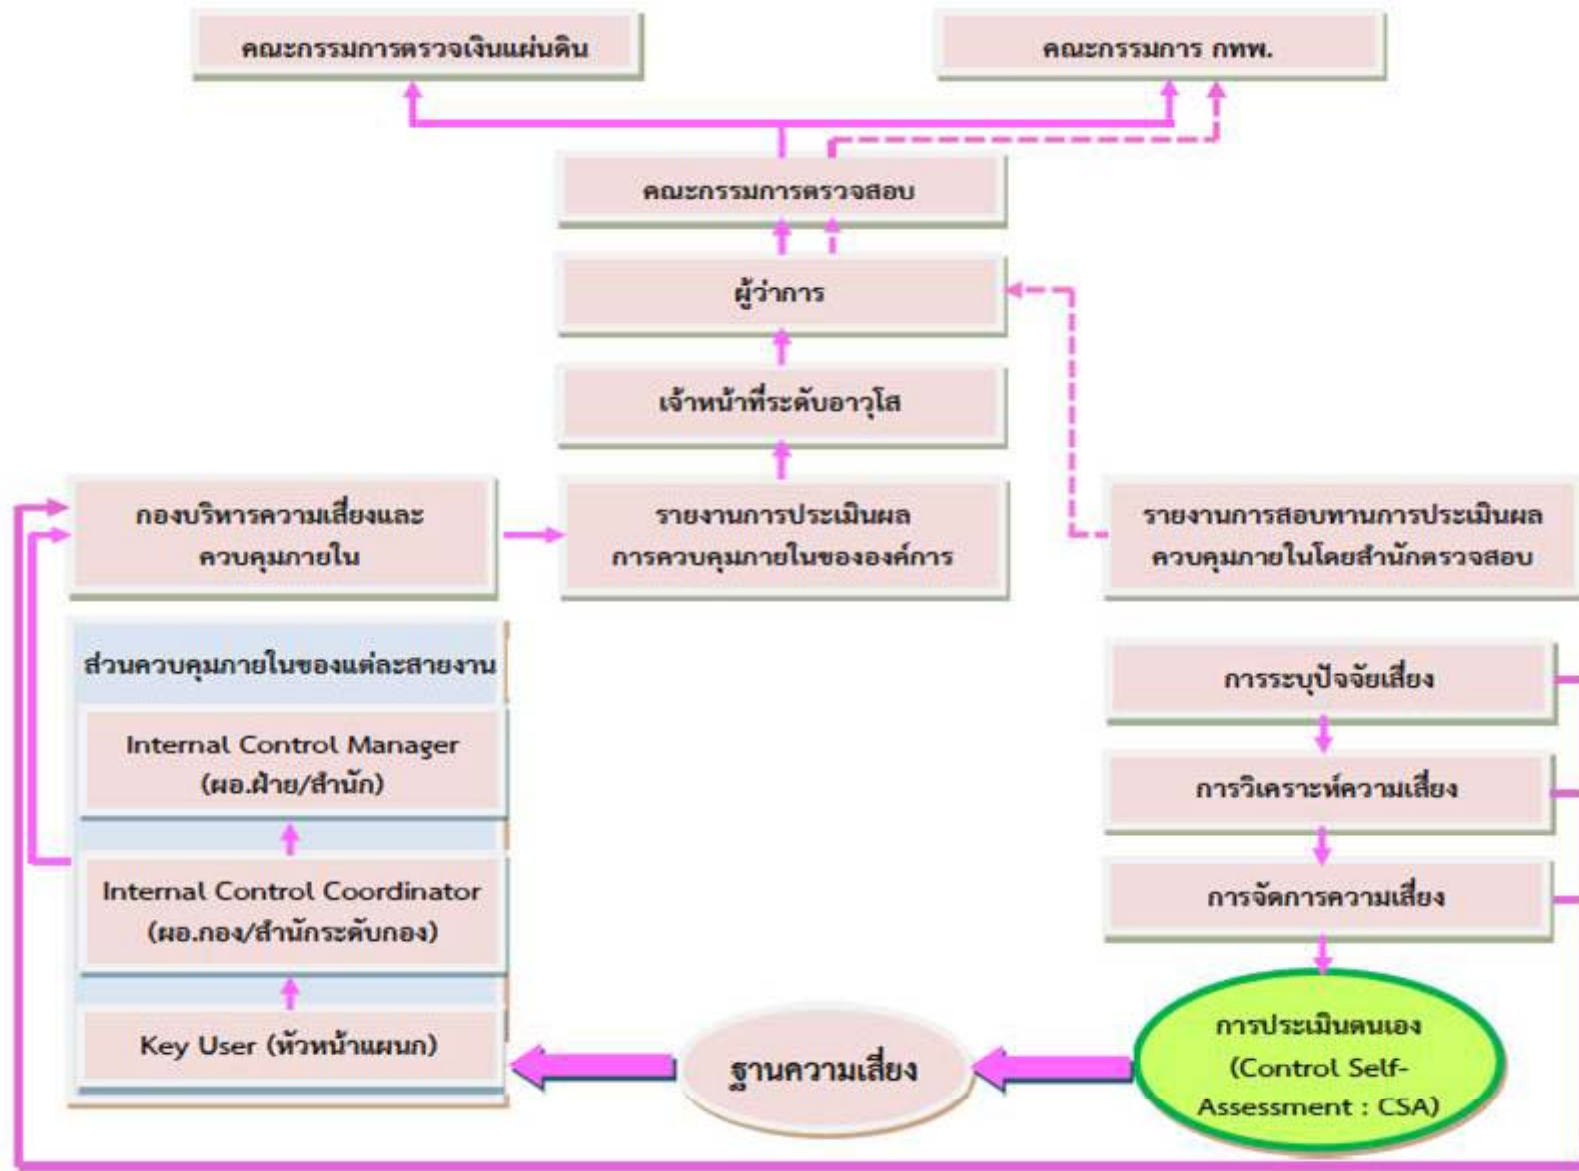 คณะกรรมการตรวจเงินแผ่นดิน
คณะกรรมการ กทพ.
คณะกรรมการตรวจสอบ
ผู้ว่าการ
เจ้าหน้าที่ระดับอาวุโส
กองบริหารความเสี่ยงและ
ควบคุมภายใน
รายงานการประเมินผล
การควบคุมภายในขององค์การ
รายงานการสอบทานการประเมินผล
ควบคุมภายในโดยสำนักตรวจสอบ
ส่วนควบคุมภายในของแต่ละสายงาน
Internal Control Manager
(ผอ.ฝ่าย/สำนัก)
Internal Control Coordinator
(ผอ.กอง/สำนักระดับกอง)
Key User (หัวหน้าแผนก)
การระบุปัจจัยเสี่ยง
การวิเคราะห์ความเสี่ยง
การจัดการความเสี่ยง
การประเมินตนเอง
(Control Self-
Assessment : CSA)
ฐานความเสี่ยง